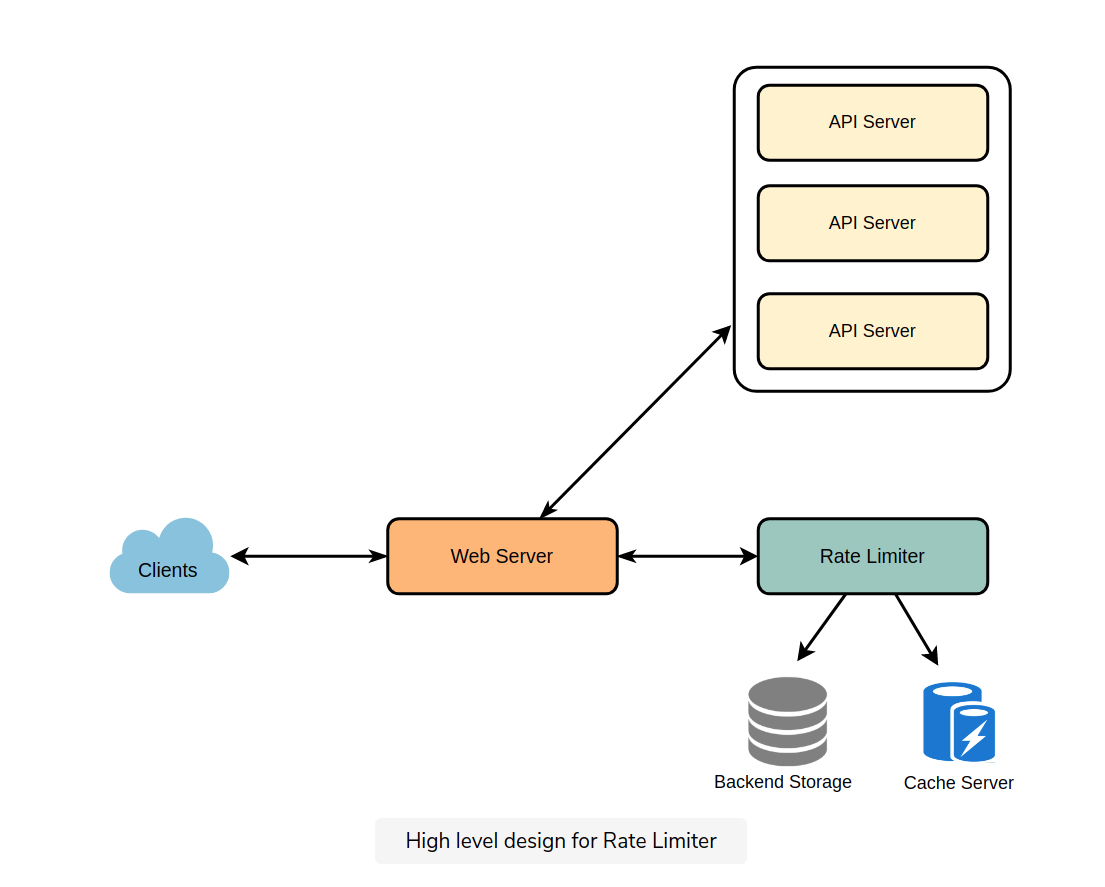 API Server
API Server
API Server
Clients
Web Server
Rate Limiter
Backend Storage
Cache Server
High level design for Rate Limiter